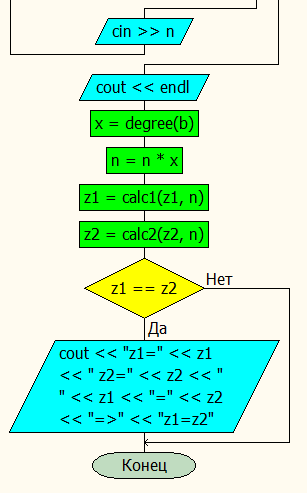 cin >> n
cout << endl
x = degree(b)
n = n * x
z1 = calc1(z1, n)
z2 = calc2(z2, n)
z1 == z2
Нет
Да
cout << "z1=" << z1
<< " z2=" << z2 << "
" << z1 << "=" << z2
<< "=>" << "z1=z2"
Конец